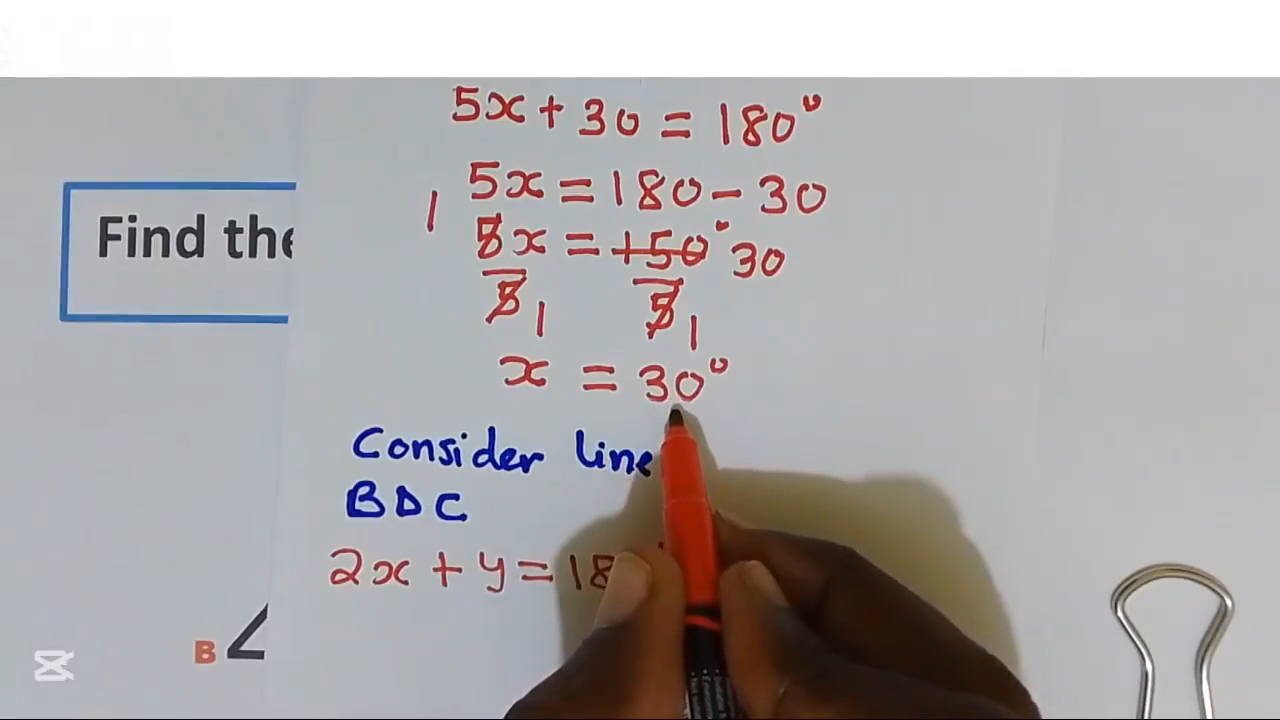 5x + 30 = 180°
5x = 180 - 30
1
5x = 150° 30
5 1 5 1
x = 30°
Find the
Consider line
BDC
2x + y = 18
B